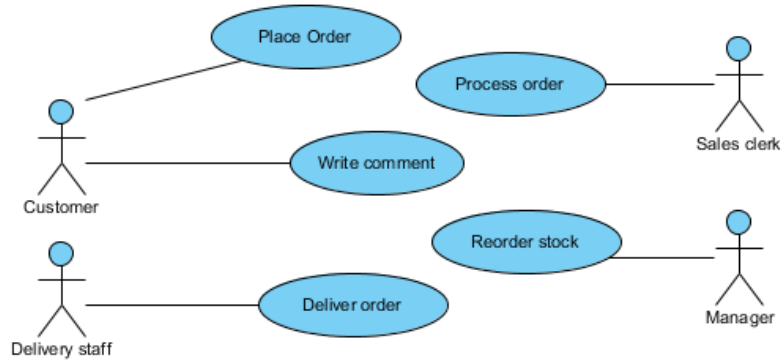 Place Order
Process order
Sales clerk
Write comment
Customer
Reorder stock
Deliver order
Manager
Delivery staff